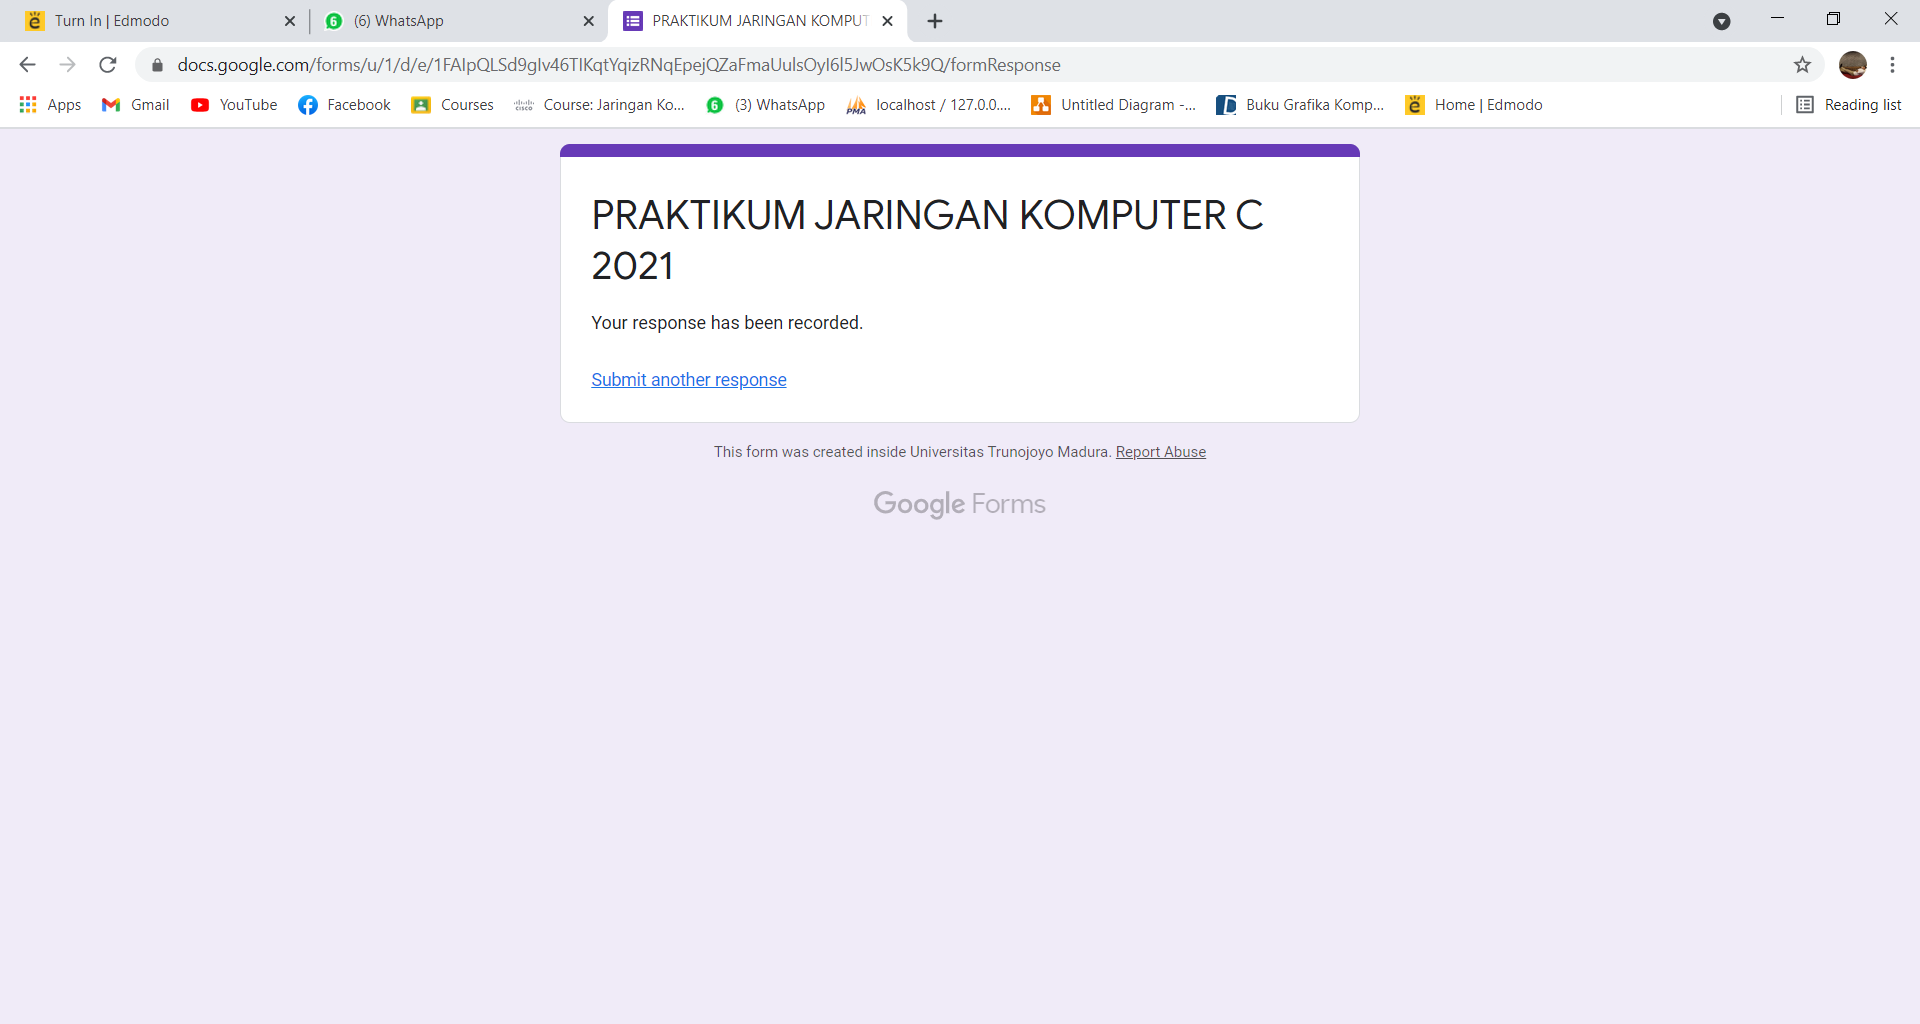 Turn In | Edmodo
(6) WhatsApp
PRAKTIKUM JARINGAN KOMPUT
docs.google.com/forms/u/1/d/e/1FAIpQLSd9gIv46TIKqtYqizRNqEpejQZaFmaUulsOyI6I5JwOsK5k9Q/formResponse
Apps
Gmail
YouTube
Facebook
Courses
Course: Jaringan Ko...
(3) WhatsApp
localhost / 127.0.0....
Untitled Diagram -...
Buku Grafika Komp...
Home | Edmodo
Reading list
PRAKTIKUM JARINGAN KOMPUTER C
2021
Your response has been recorded.
Submit another response
This form was created inside Universitas Trunojoyo Madura. Report Abuse
Google Forms